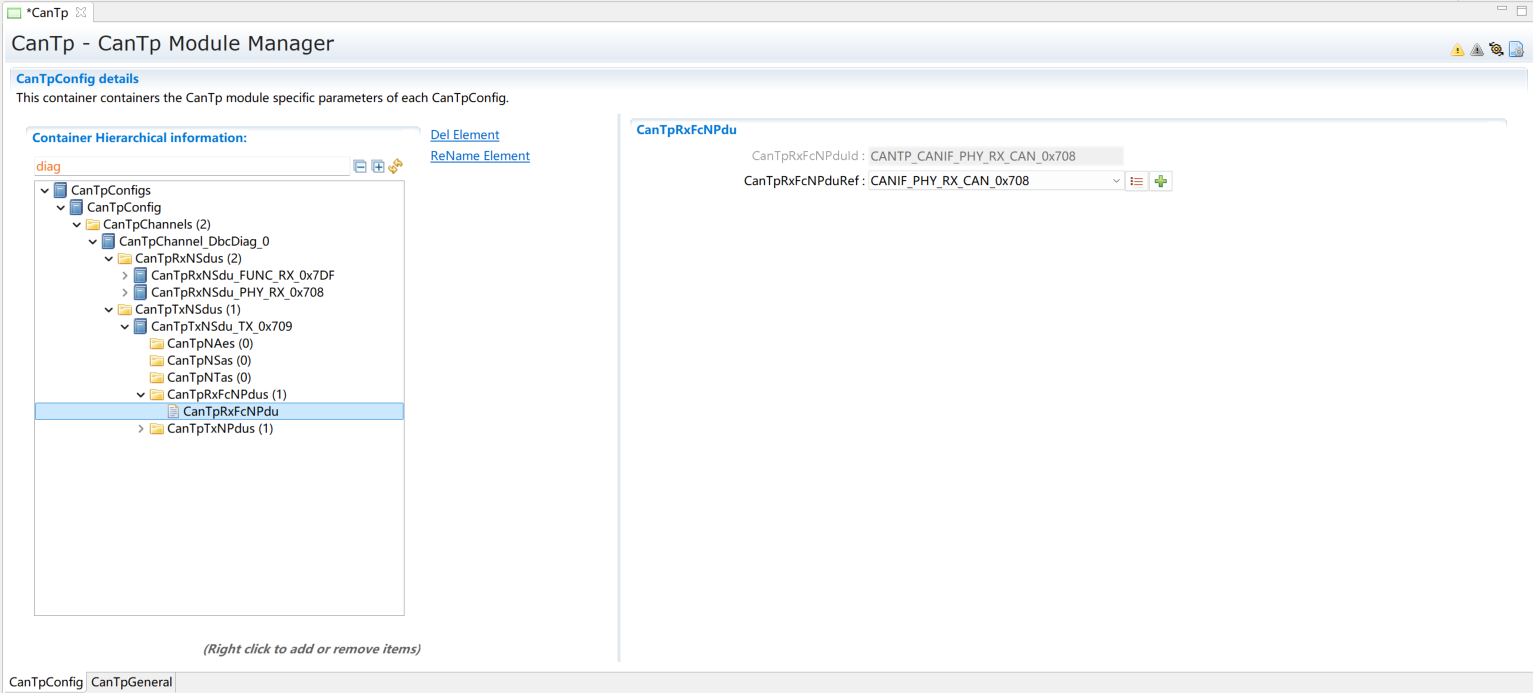 *CanTp
CanTp - CanTp Module Manager
CanTpConfig details
This container containers the CanTp module specific parameters of each CanTpConfig.
Container Hierarchical information:
diag
Del Element
ReName Element
CanTpConfigs
CanTpConfig
CanTpChannels (2)
CanTpChannel_DbcDiag_0
CanTpRxNSdus (2)
CanTpRxNSdu_FUNC_RX_0x7DF
CanTpRxNSdu_PHY_RX_0x708
CanTpTxNSdus (1)
CanTpTxNSdu_TX_0x709
CanTpNAes (0)
CanTpNSas (0)
CanTpNTas (0)
CanTpRxFcNPdus (1)
CanTpRxFcNPdu
CanTpTxNPdus (1)
(Right click to add or remove items)
CanTpRxFcNPdu
CanTpRxFcNPduId : CANTP_CANIF_PHY_RX_CAN_0x708
CanTpRxFcNPduRef : CANIF_PHY_RX_CAN_0x708
CanTpConfig CanTpGeneral